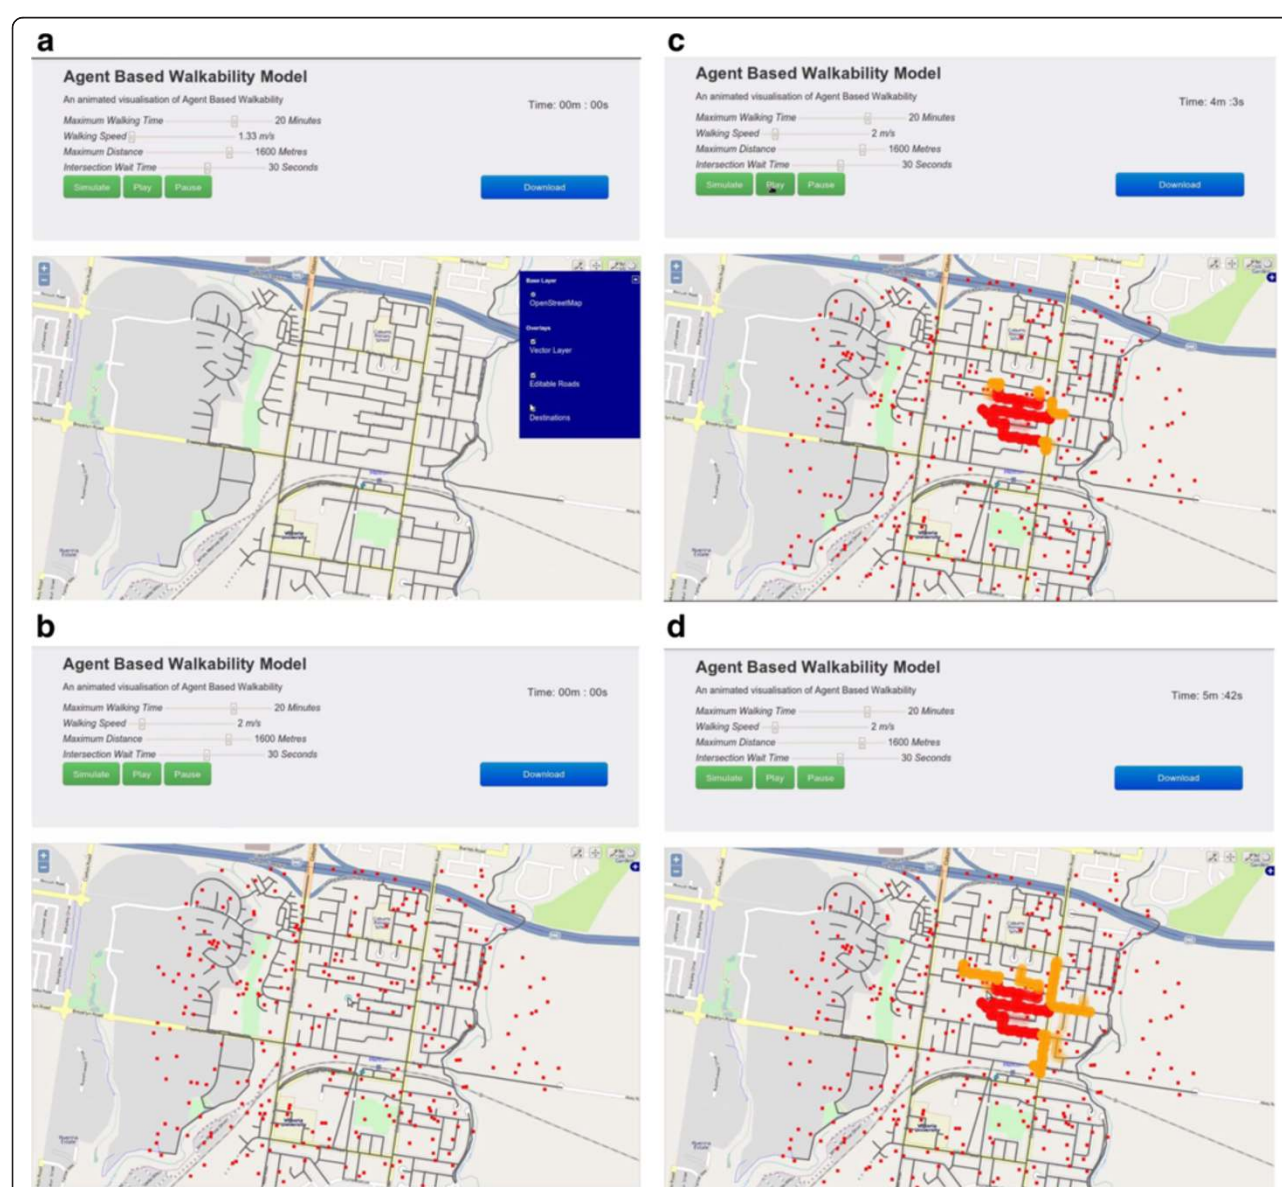 a
Agent Based Walkability Model
An animated visualisation of Agent Based Walkability
Time: 00m : 00s
Maximum Walking Time 20 Minutes
Walking Speed 1.33 m/s
Maximum Distance 1600 Metres
Intersection Wait Time 30 Seconds
Simulate Play Pause
Download
Base Layer
OpenStreetMap
Overlays
Vector Layer
Editable Roads
Destinations
c
Agent Based Walkability Model
An animated visualisation of Agent Based Walkability
Time: 4m :3s
Maximum Walking Time 20 Minutes
Walking Speed 2 m/s
Maximum Distance 1600 Metres
Intersection Wait Time 30 Seconds
Simulate Play Pause
Download
b
Agent Based Walkability Model
An animated visualisation of Agent Based Walkability
Time: 00m : 00s
Maximum Walking Time 20 Minutes
Walking Speed 2 m/s
Maximum Distance 1600 Metres
Intersection Wait Time 30 Seconds
Simulate Play Pause
Download
d
Agent Based Walkability Model
An animated visualisation of Agent Based Walkability
Time: 5m :42s
Maximum Walking Time 20 Minutes
Walking Speed 2 m/s
Maximum Distance 1600 Metres
Intersection Wait Time 30 Seconds
Simulate Play Pause
Download